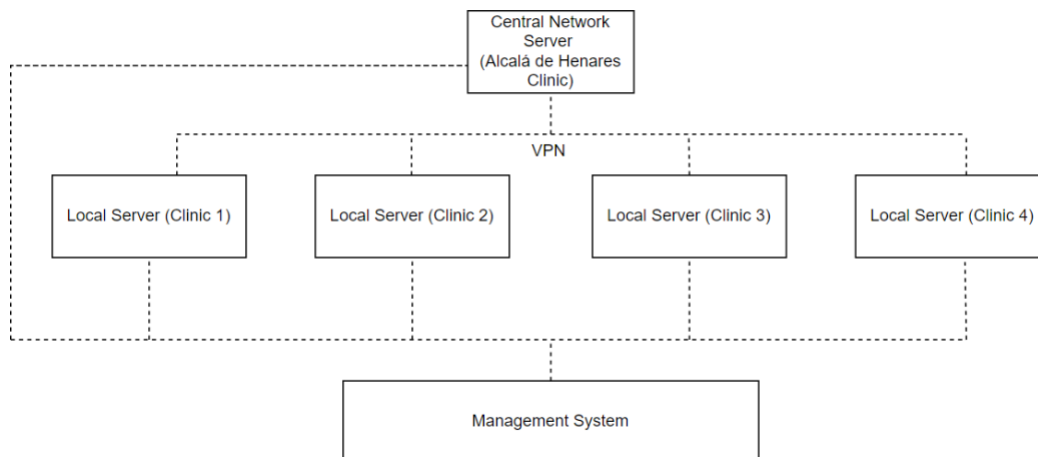 Central Network
Server
(Alcalá de Henares
Clinic)
VPN
Local Server (Clinic 1)
Local Server (Clinic 2)
Local Server (Clinic 3)
Local Server (Clinic 4)
Management System